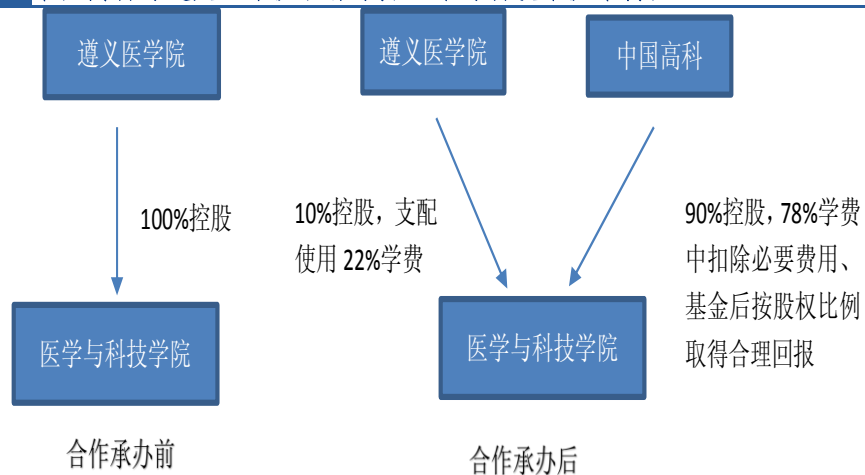 遵义医学院
遵义医学院
中国高科
100%控股
10%控股，支配
使用 22%学费
90%控股，78%学费
中扣除必要费用、
基金后按股权比例
取得合理回报
医学与科技学院
医学与科技学院
合作承办前
合作承办后